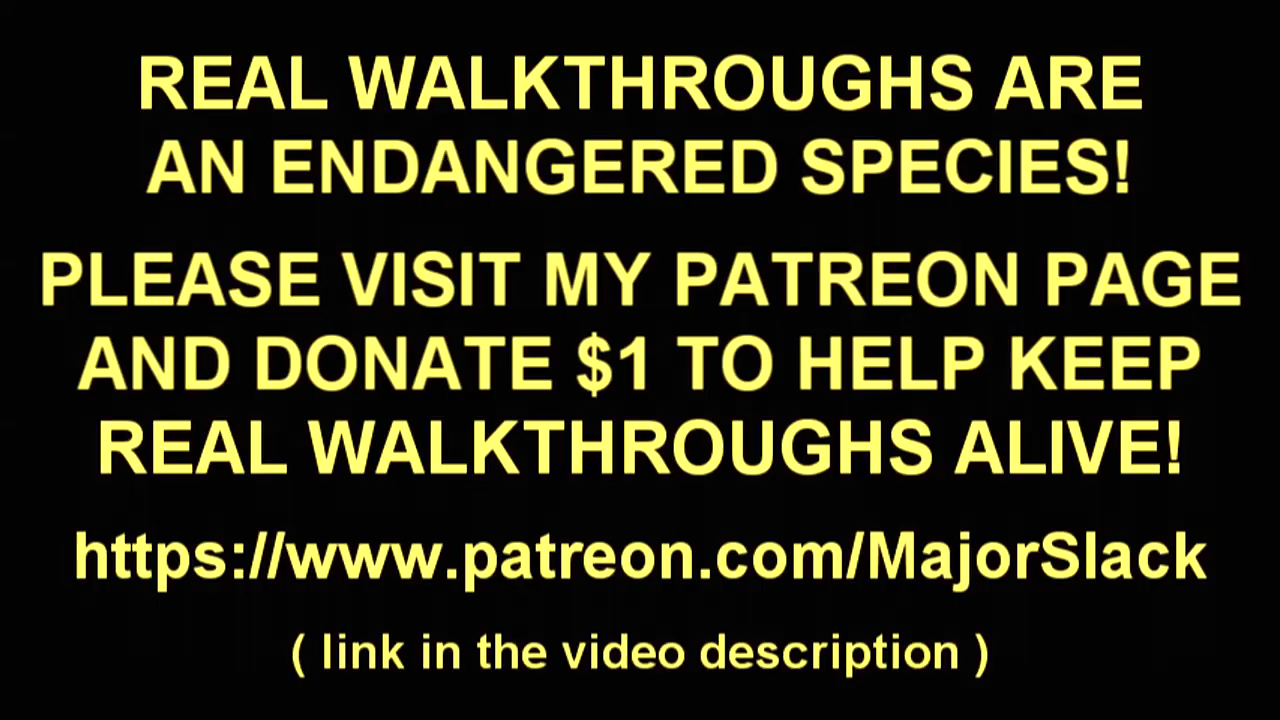 REAL WALKTHROUGHS ARE
AN ENDANGERED SPECIES!
PLEASE VISIT MY PATREON PAGE
AND DONATE $1 TO HELP KEEP
REAL WALKTHROUGHS ALIVE!
https://www.patreon.com/MajorSlack
( link in the video description )